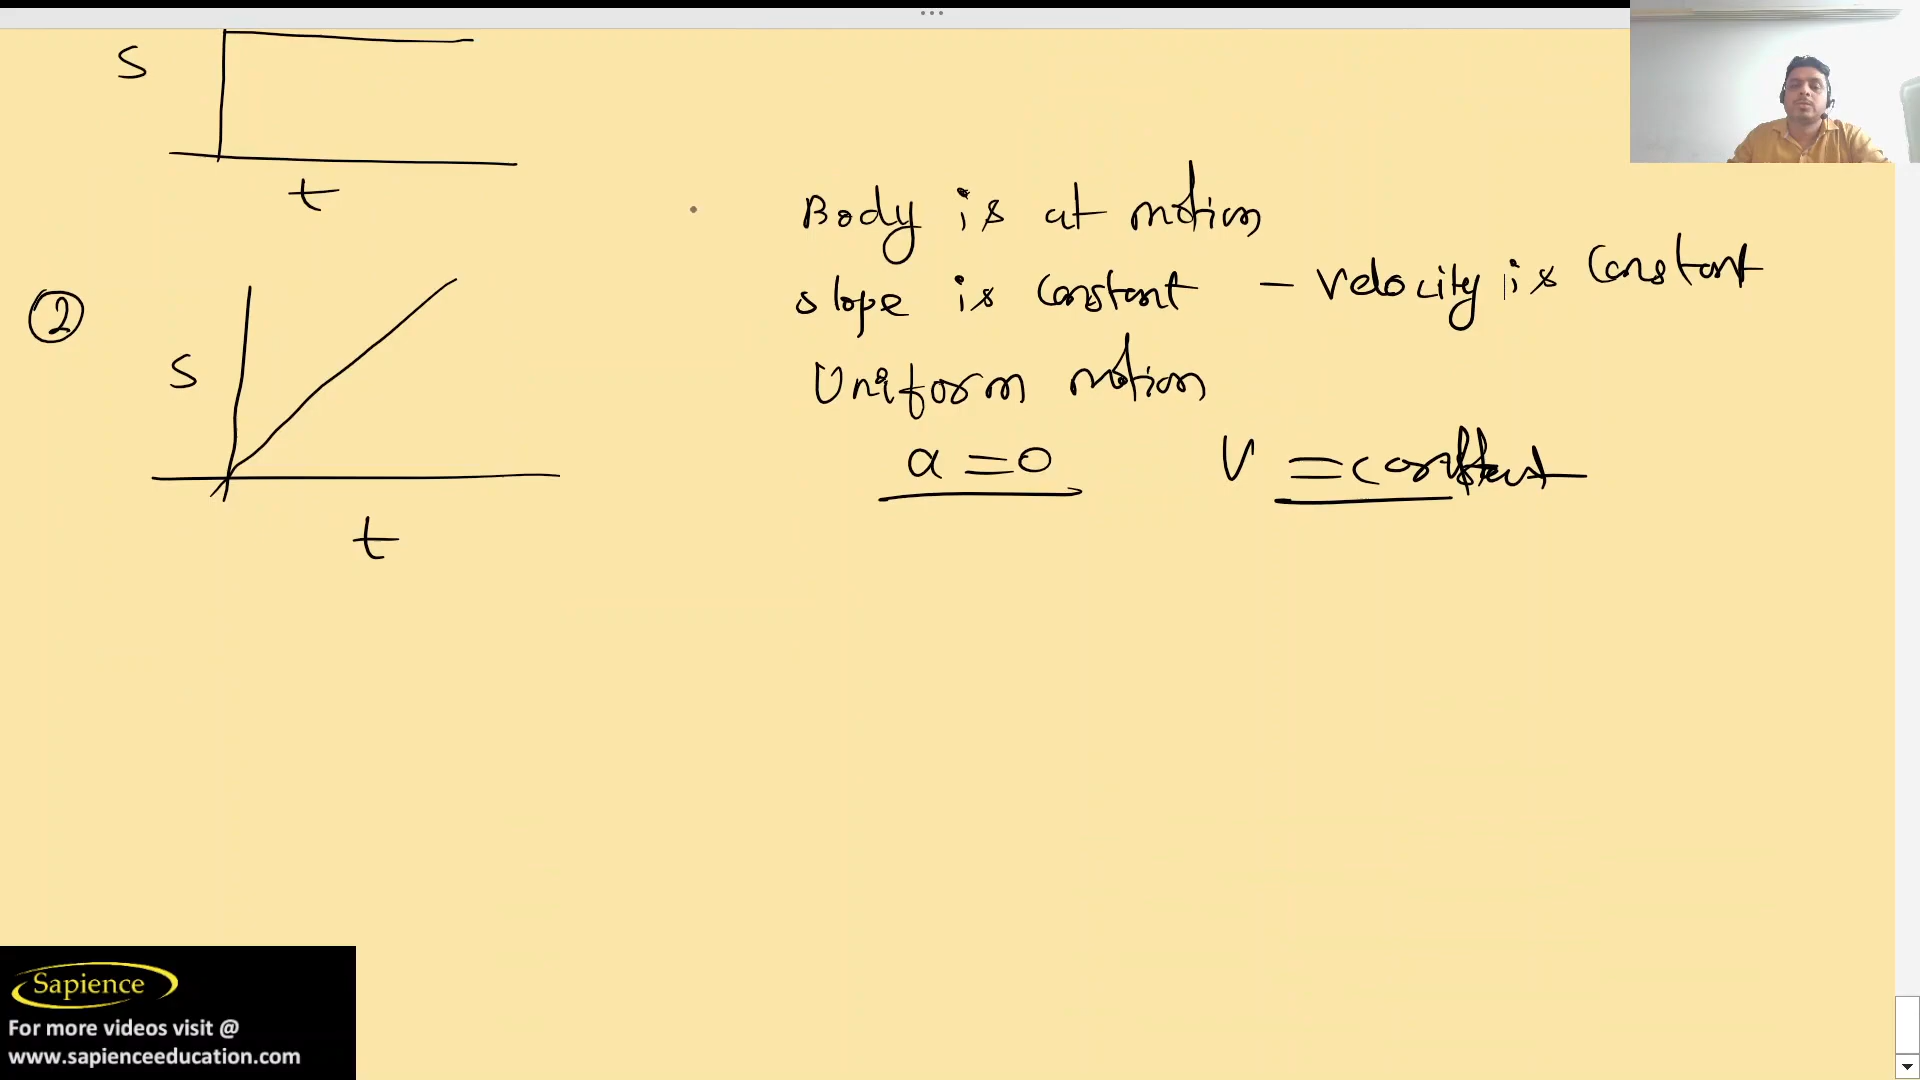 S
t
Body is at motion
slope is constant - velocity is constant
②
S
Uniform motion
a = 0 V = constant
t
Sapience
For more videos visit @
www.sapienceeducation.com